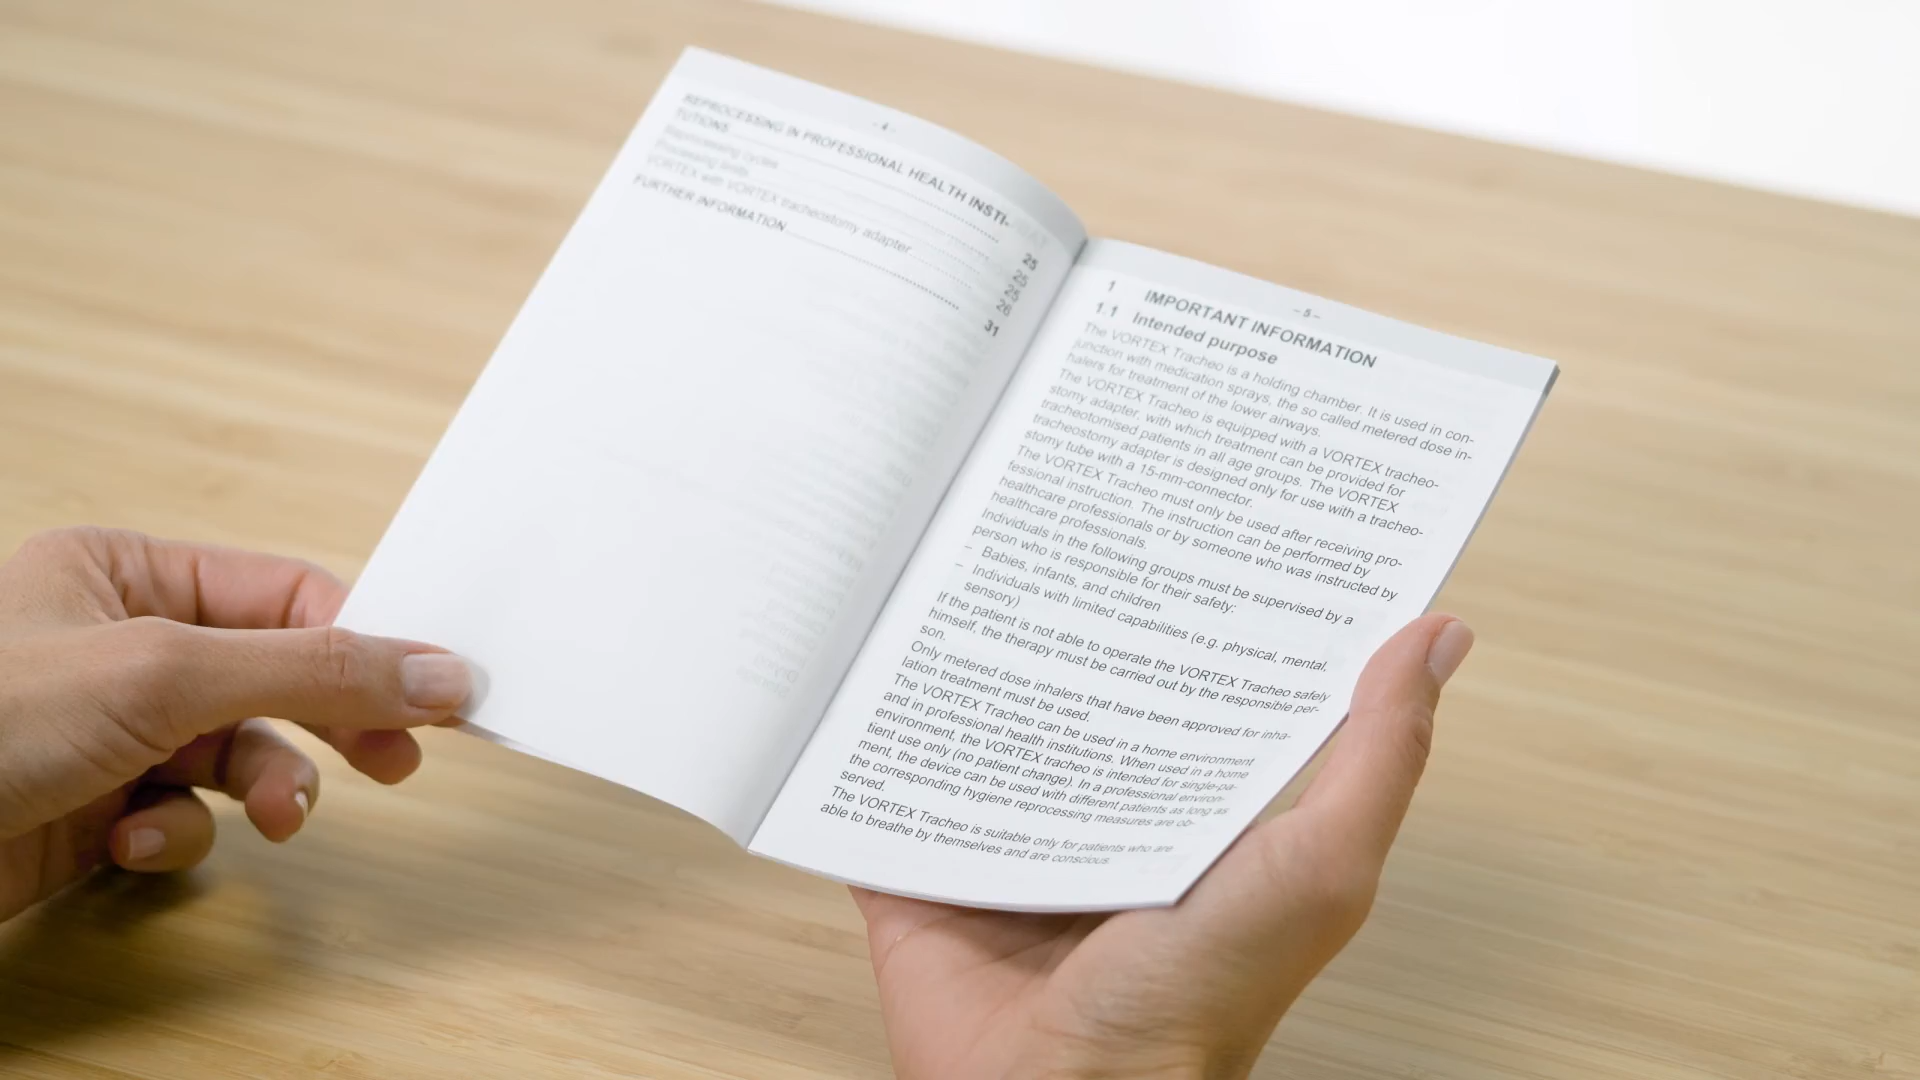 - 4 -
REPROCESSING IN PROFESSIONAL HEALTH INSTI-
TUTIONS 25
Reprocessing cycles 25
Processing limits 25
VORTEX with VORTEX tracheostomy adapter 26
FURTHER INFORMATION 31
- 5 -
1 IMPORTANT INFORMATION
1.1 Intended purpose
The VORTEX Tracheo is a holding chamber. It is used in con-
junction with medication sprays, the so called metered dose in-
halers for treatment of the lower airways.
The VORTEX Tracheo is equipped with a VORTEX tracheo-
stomy adapter, with which treatment can be provided for
tracheotomised patients in all age groups. The VORTEX
tracheostomy adapter is designed only for use with a tracheo-
stomy tube with a 15-mm-connector.
The VORTEX Tracheo must only be used after receiving pro-
fessional instruction. The instruction can be performed by
healthcare professionals or by someone who was instructed by
healthcare professionals.
Individuals in the following groups must be supervised by a
person who is responsible for their safety:
– Babies, infants, and children
– Individuals with limited capabilities (e.g. physical, mental,
sensory)
If the patient is not able to operate the VORTEX Tracheo safely
himself, the therapy must be carried out by the responsible per-
son.
Only metered dose inhalers that have been approved for inha-
lation treatment must be used.
The VORTEX Tracheo can be used in a home environment
and in professional health institutions. When used in a home
environment, the VORTEX tracheo is intended for single-pa-
tient use only (no patient change). In a professional environ-
ment, the device can be used with different patients as long as
the corresponding hygiene reprocessing measures are ob-
served.
The VORTEX Tracheo is suitable only for patients who are
able to breathe by themselves and are conscious.